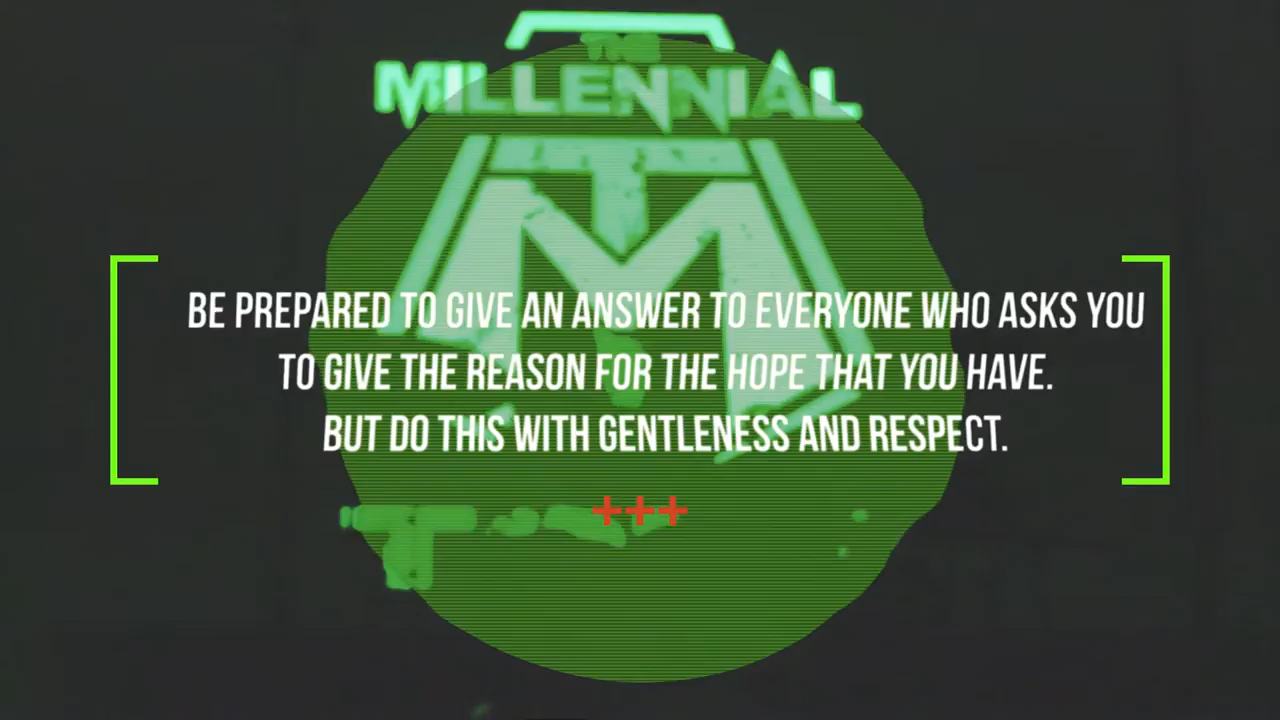 THE
MILLENNIAL
TM
BE PREPARED TO GIVE AN ANSWER TO EVERYONE WHO ASKS YOU
TO GIVE THE REASON FOR THE HOPE THAT YOU HAVE.
BUT DO THIS WITH GENTLENESS AND RESPECT.
+++